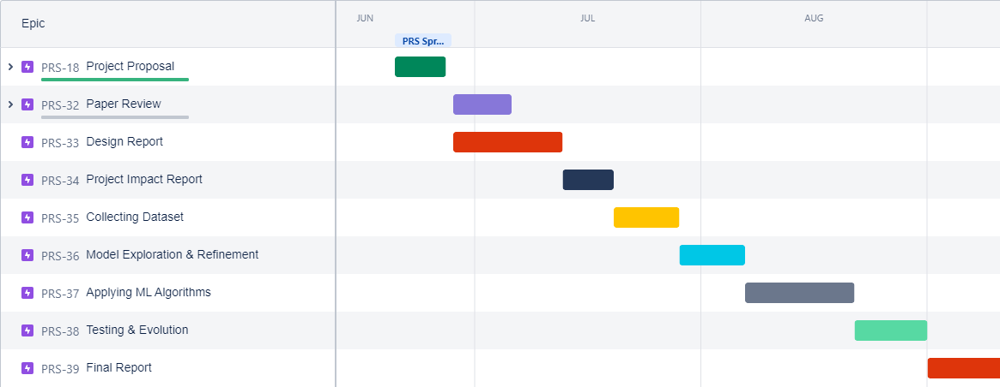 Epic
JUN
JUL
AUG
PRS Spr...
PRS-18 Project Proposal
PRS-32 Paper Review
PRS-33 Design Report
PRS-34 Project Impact Report
PRS-35 Collecting Dataset
PRS-36 Model Exploration & Refinement
PRS-37 Applying ML Algorithms
PRS-38 Testing & Evolution
PRS-39 Final Report